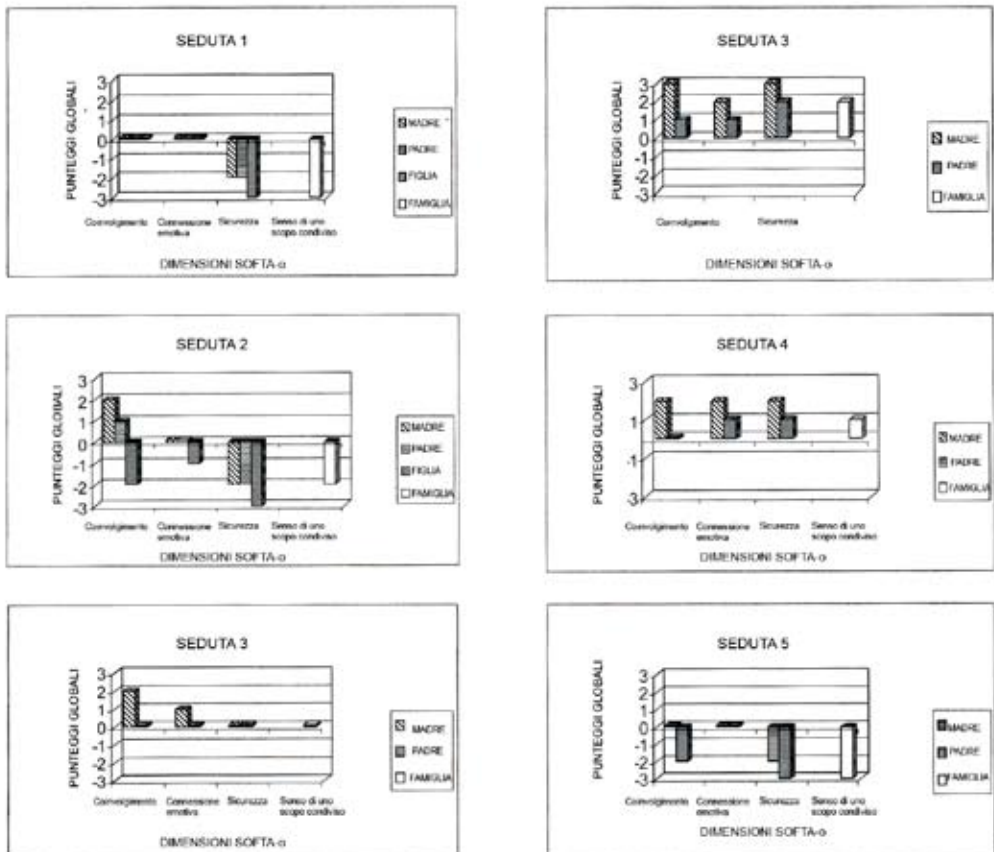 SEDUTA 1
PUNTEGGI GLOBALI
3
2
1
0
-1
-2
-3
Coinvolgimento Connessione emotiva Sicurezza Senso di uno scopo condiviso
DIMENSIONI SOFTA-o
MADRE
PADRE
FIGLIA
FAMIGLIA
SEDUTA 2
PUNTEGGI GLOBALI
3
2
1
0
-1
-2
-3
Coinvolgimento Connessione emotiva Sicurezza Senso di uno scopo condiviso
DIMENSIONI SOFTA-o
MADRE
PADRE
FIGLIA
FAMIGLIA
SEDUTA 3
PUNTEGGI GLOBALI
3
2
1
0
-1
-2
-3
Coinvolgimento Connessione emotiva Sicurezza Senso di uno scopo condiviso
DIMENSIONI SOFTA-o
MADRE
PADRE
FAMIGLIA
SEDUTA 3
PUNTEGGI GLOBALI
3
2
1
0
-1
-2
-3
Coinvolgimento Sicurezza
DIMENSIONI SOFTA-o
MADRE
PADRE
FAMIGLIA
SEDUTA 4
PUNTEGGI GLOBALI
3
1
-1
-3
Coinvolgimento Connessione emotiva Sicurezza Senso di uno scopo condiviso
DIMENSIONI SOFTA-o
MADRE
PADRE
FAMIGLIA
SEDUTA 5
PUNTEGGI GLOBALI
3
2
1
0
-1
-2
-3
Coinvolgimento Connessione emotiva Sicurezza Senso di uno scopo condiviso
DIMENSIONI SOFTA-o
MADRE
PADRE
FAMIGLIA